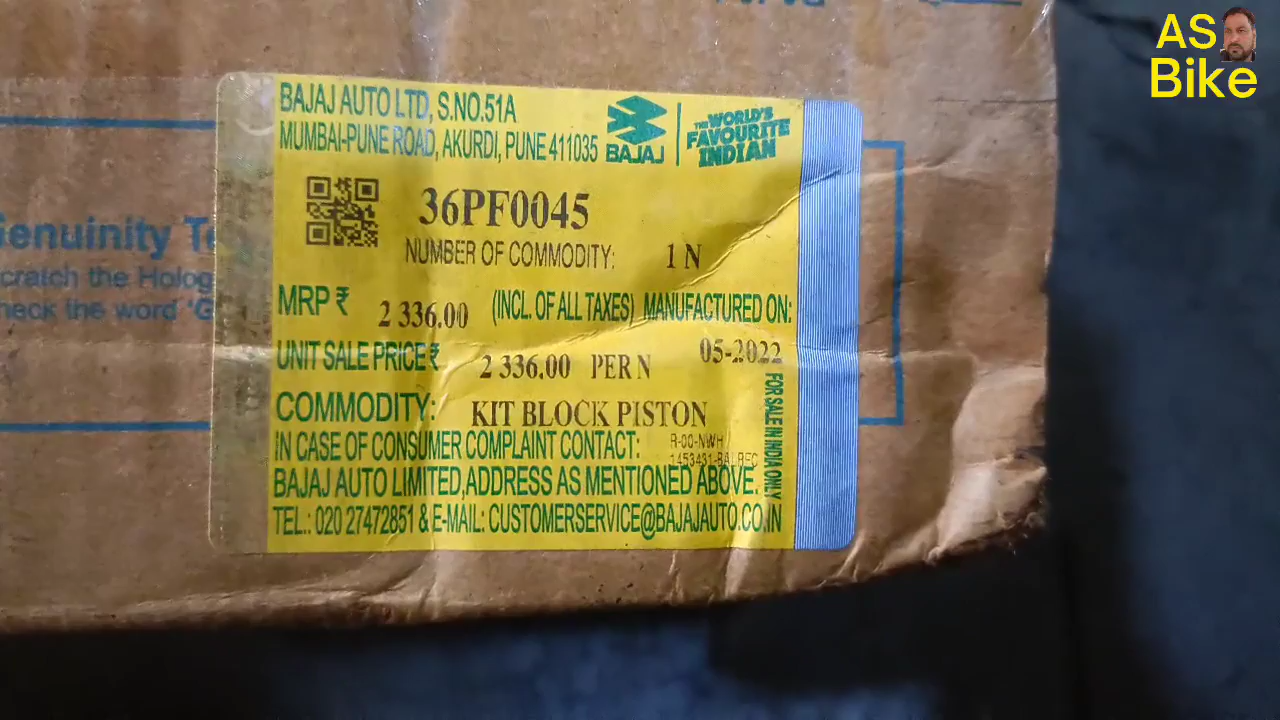 AS
Bike
BAJAJ AUTO LTD, S.NO.51A
MUMBAI-PUNE ROAD, AKURDI, PUNE 411035
BAJAJ
THE WORLD'S
FAVOURITE
INDIAN
36PF0045
NUMBER OF COMMODITY: 1 N
MRP ₹ 2 336.00 (INCL. OF ALL TAXES) MANUFACTURED ON:
05-2022
UNIT SALE PRICE ₹ 2 336.00 PER N
COMMODITY: KIT BLOCK PISTON
IN CASE OF CONSUMER COMPLAINT CONTACT:
R-00-NWH
BAJAJ AUTO LIMITED,ADDRESS AS MENTIONED ABOVE.
TEL.: 020 27472851 & E-MAIL: CUSTOMERSERVICE@BAJAJAUTO.CO.IN
FOR SALE IN INDIA ONLY
enuinity T
cratch the Holog
heck the word 'G